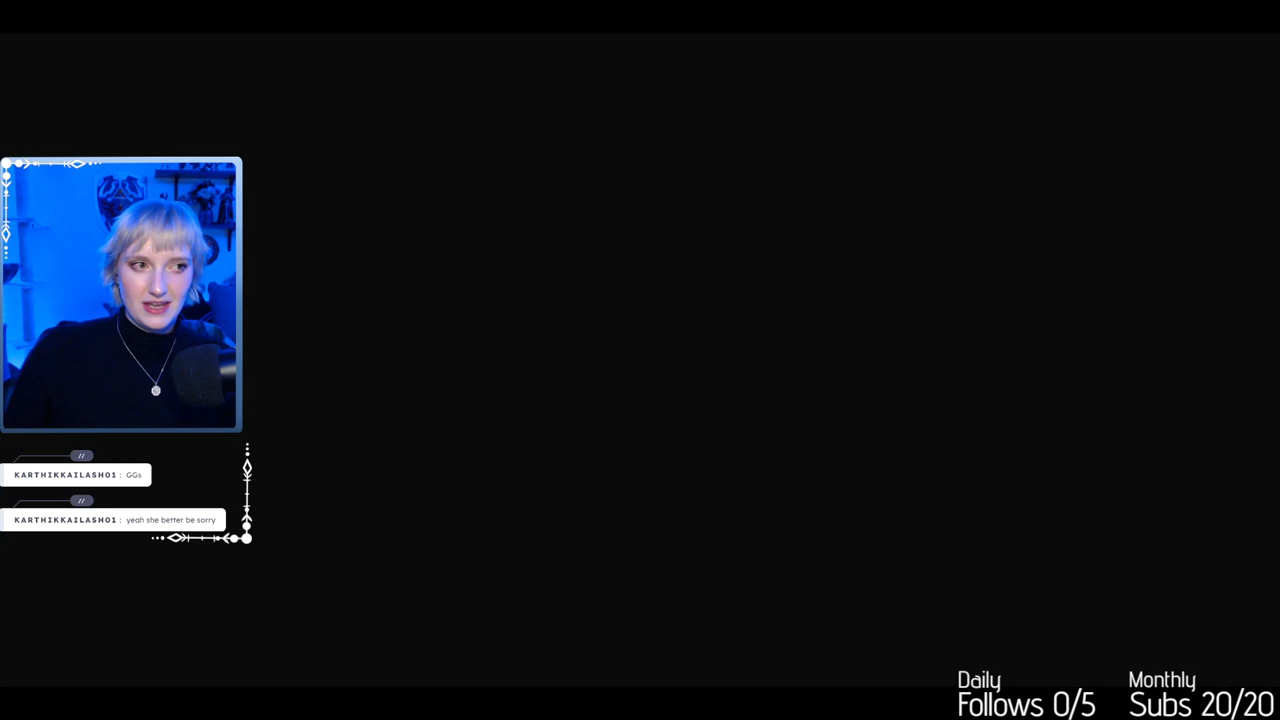 //
KARTHIKKAILASH01 : GGs
//
KARTHIKKAILASH01 : yeah she better be sorry
Daily
Follows 0/5
Monthly
Subs 20/20